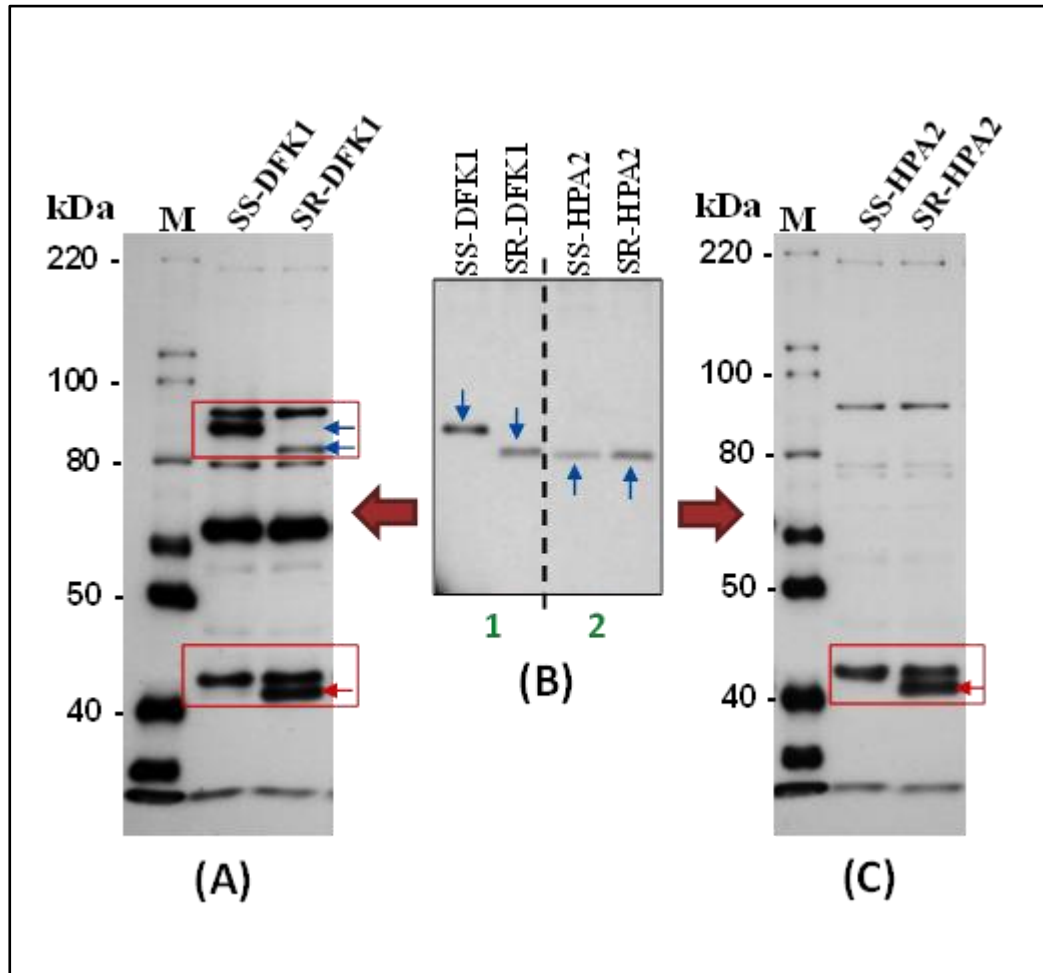 kDa
M
SS-DFK1
SR-DFK1
220 -
100 -
80 -
50 -
40 -
(A)
SS-DFK1
SR-DFK1
SS-HPA2
SR-HPA2
1
2
(B)
kDa
M
SS-HPA2
SR-HPA2
220 -
100 -
80 -
50 -
40 -
(C)